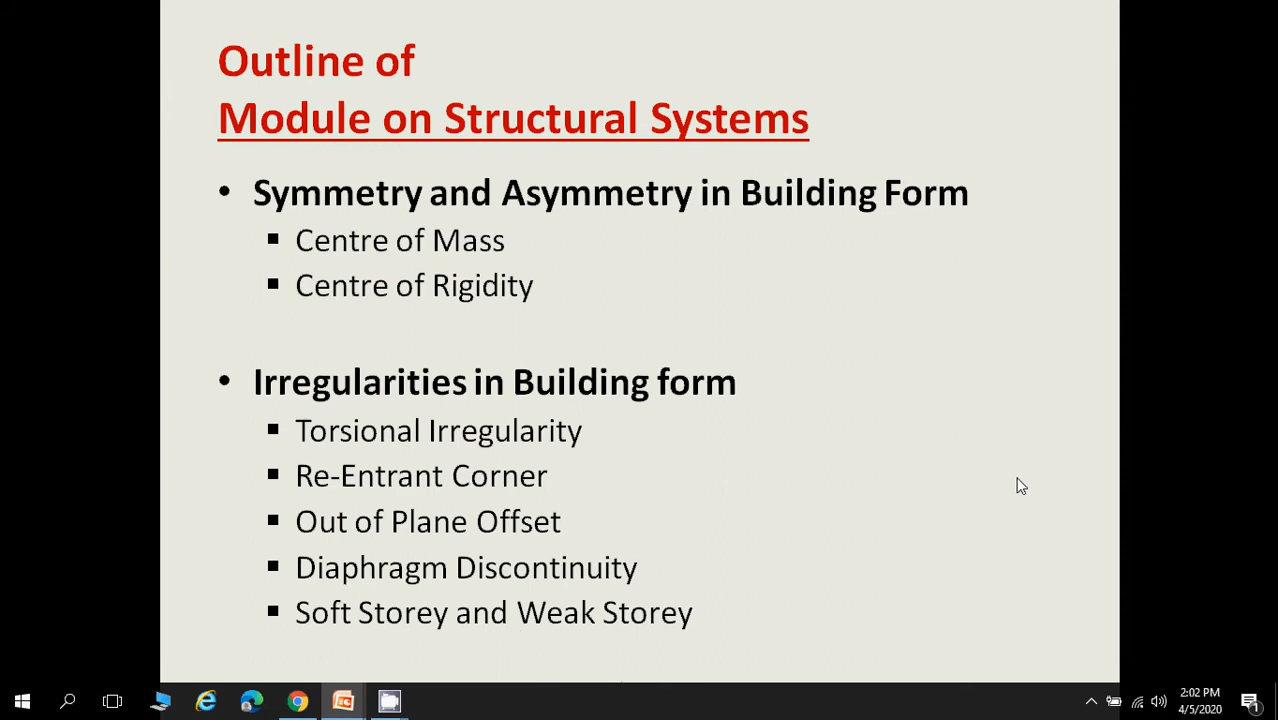 Outline of
Module on Structural Systems
• Symmetry and Asymmetry in Building Form
▪ Centre of Mass
▪ Centre of Rigidity
• Irregularities in Building form
▪ Torsional Irregularity
▪ Re-Entrant Corner
▪ Out of Plane Offset
▪ Diaphragm Discontinuity
▪ Soft Storey and Weak Storey
2:02 PM
4/5/2020
1